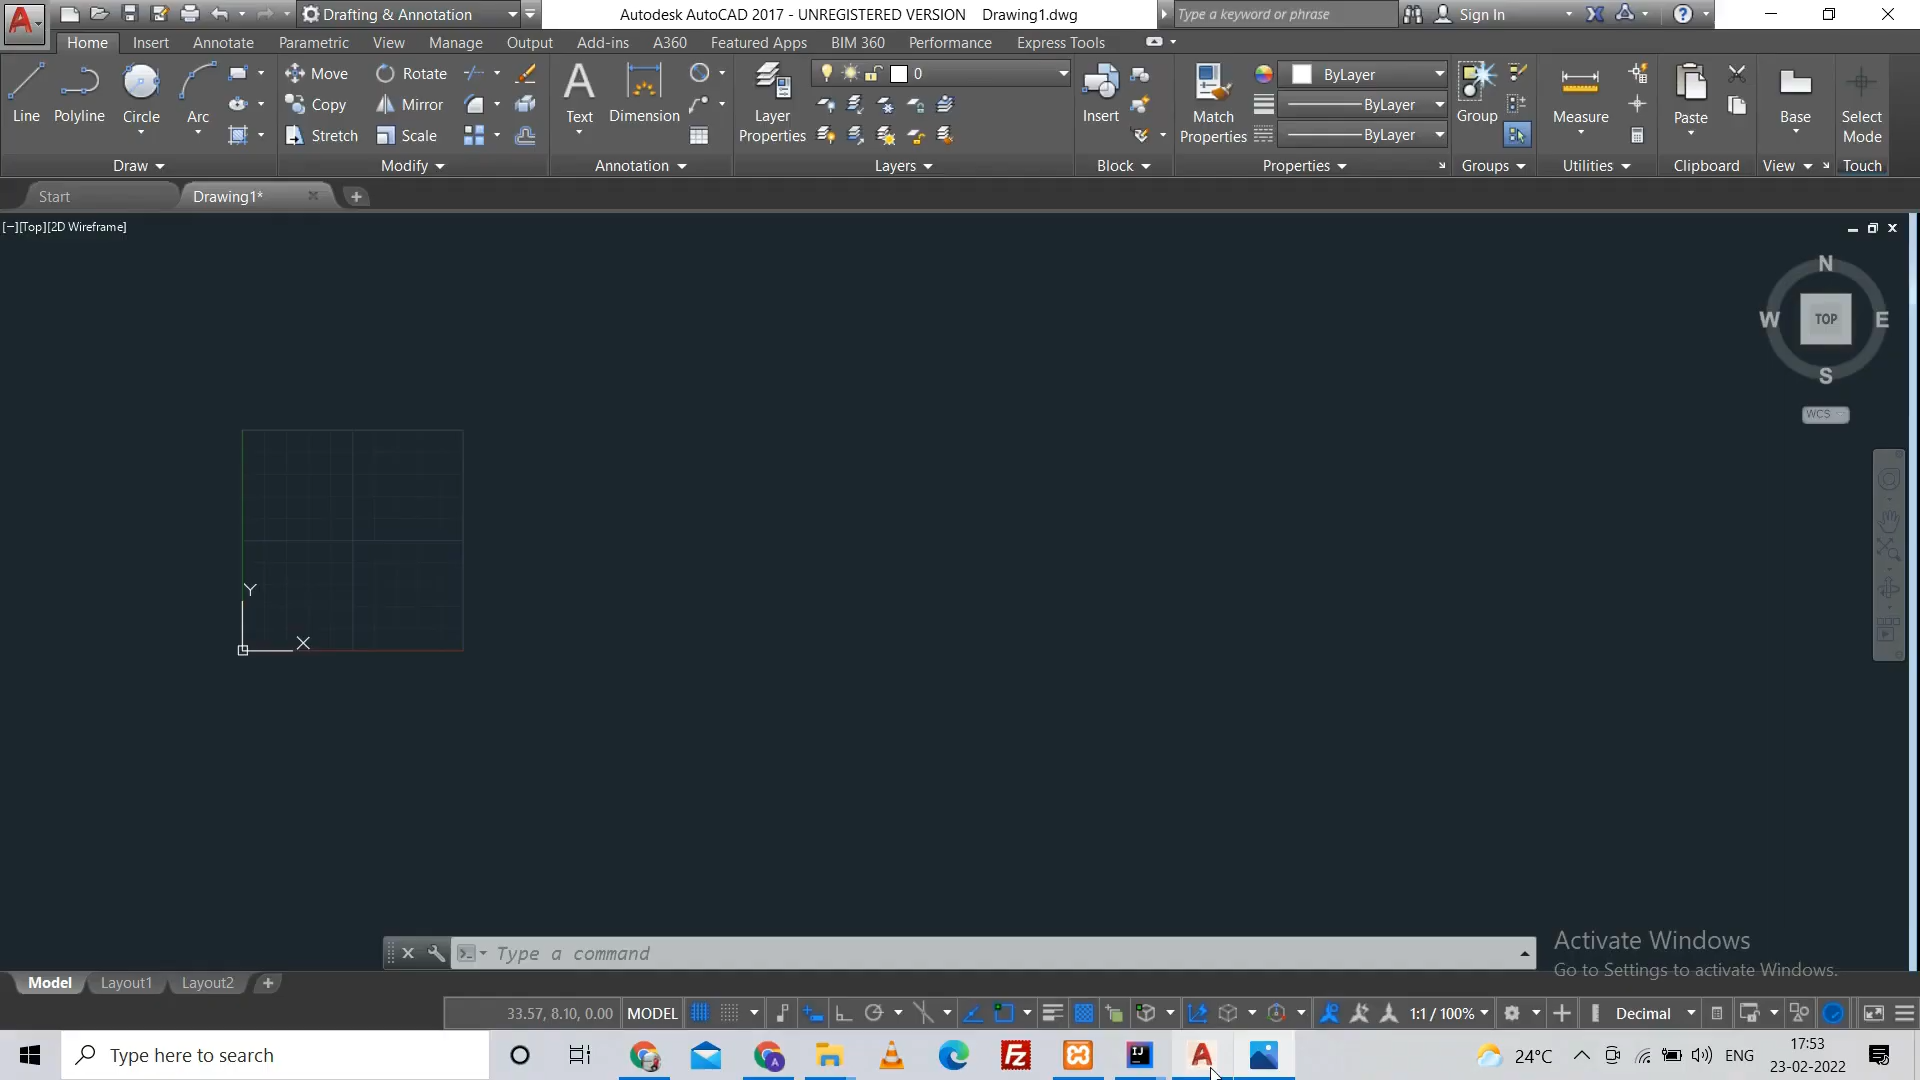 Drafting & Annotation
Autodesk AutoCAD 2017 - UNREGISTERED VERSION Drawing1.dwg
Type a keyword or phrase
Sign In
Home Insert Annotate Parametric View Manage Output Add-ins A360 Featured Apps BIM 360 Performance Express Tools
Line Polyline Circle Arc
Move Rotate
Copy Mirror
Stretch Scale
Text Dimension
Layer Properties
0
Insert
Match Properties
ByLayer
ByLayer
ByLayer
Group
Measure
Paste
Base
Select Mode
Draw Modify Annotation Layers Block Properties Groups Utilities Clipboard View Touch
Start Drawing1*
[−][Top][2D Wireframe]
N
W TOP E
S
WCS
Y
X
Type a command
Activate Windows
Go to Settings to activate Windows.
Model Layout1 Layout2
33.57, 8.10, 0.00 MODEL 1:1 / 100% Decimal
Type here to search
24°C ENG
17:53
23-02-2022